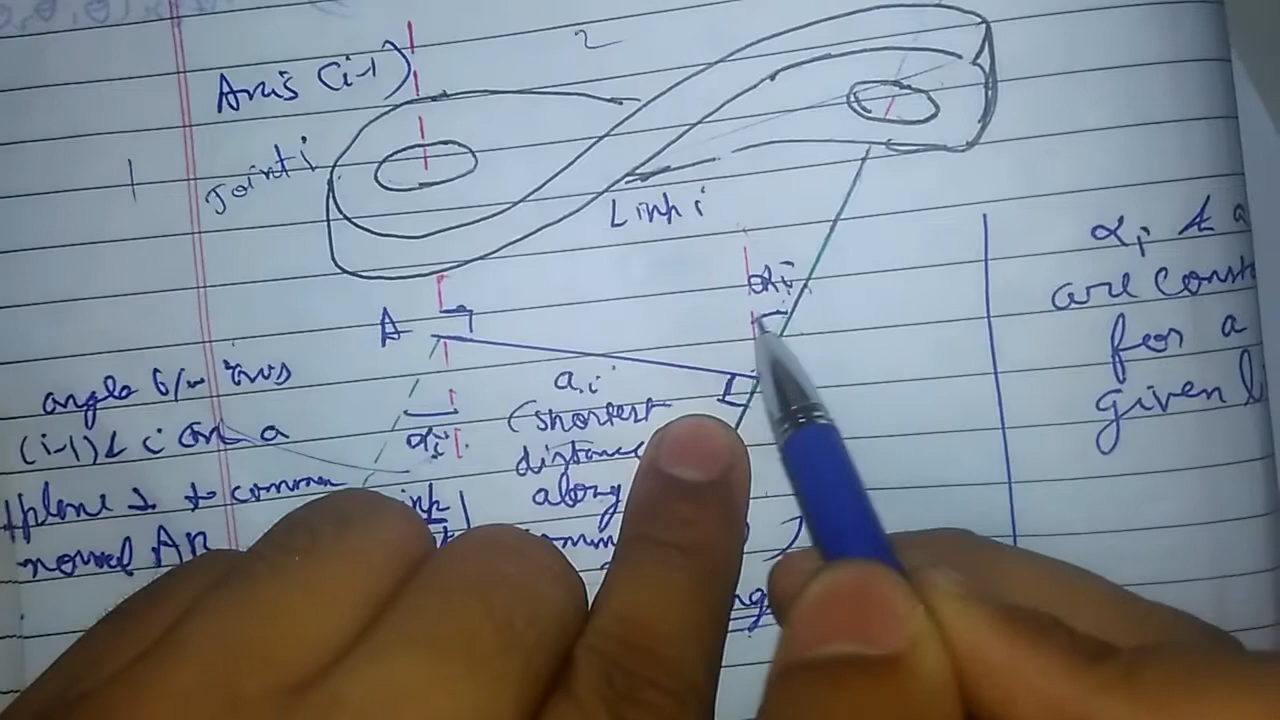 2
Axis (i-1)
1
Joint i
Link i
αi
α, &
are const
for a
given l
A
ai
(shortest
distance
along
αi
angle b/w axis
(i-1) & i on a
plane ⊥ to common
normal AB